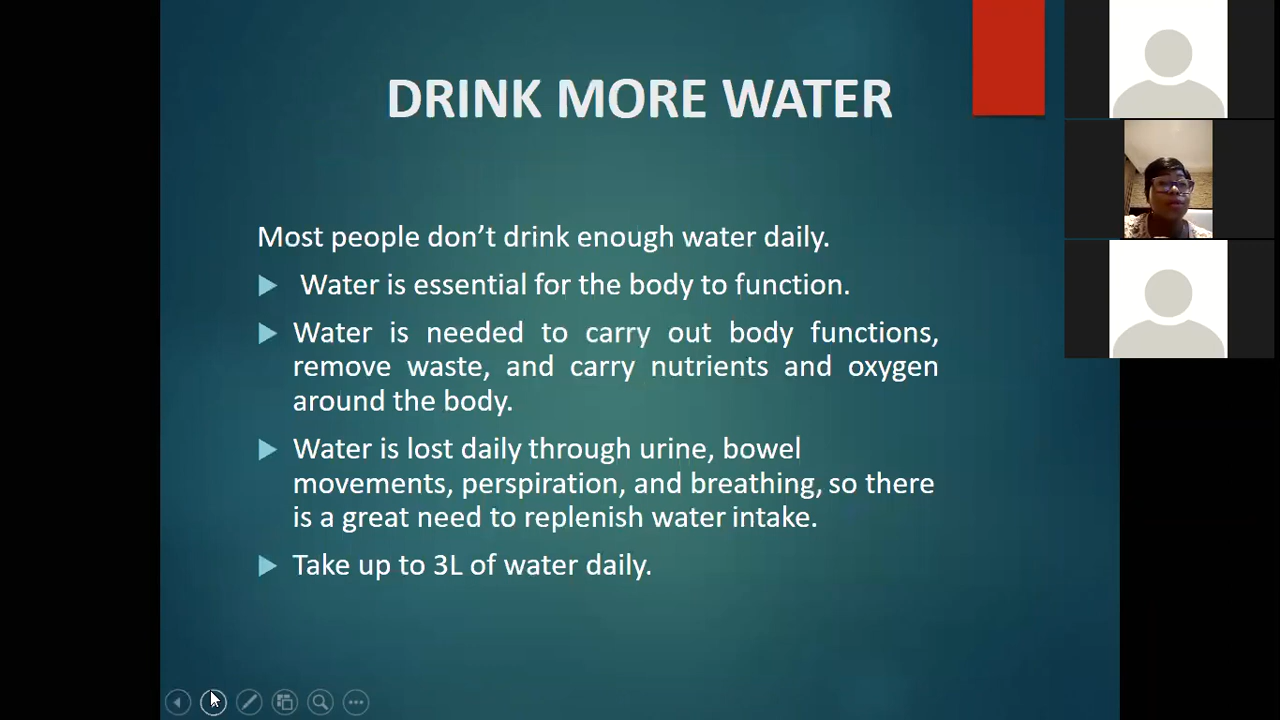 DRINK MORE WATER
Most people don’t drink enough water daily.
Water is essential for the body to function.
Water is needed to carry out body functions,
remove waste, and carry nutrients and oxygen
around the body.
Water is lost daily through urine, bowel
movements, perspiration, and breathing, so there
is a great need to replenish water intake.
Take up to 3L of water daily.